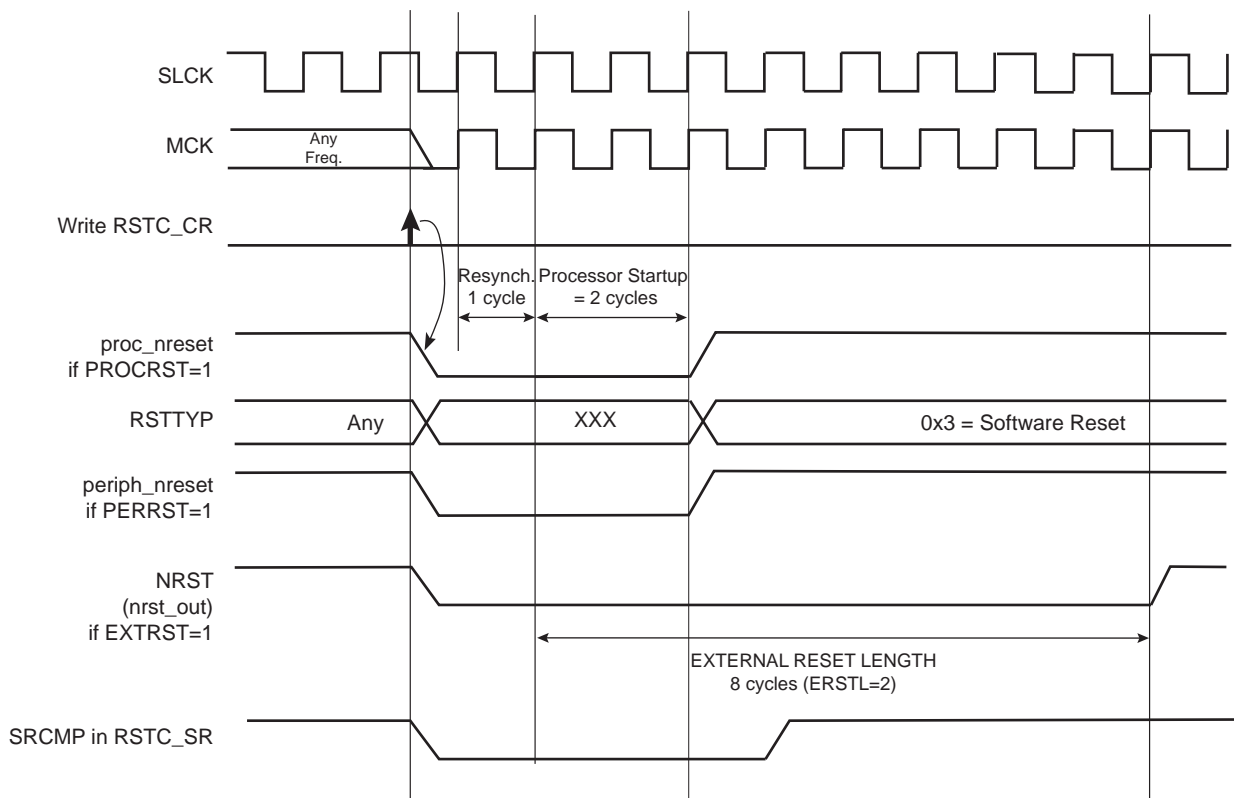 SLCK
MCK
Any
Freq.
Write RSTC_CR
Resynch. Processor Startup
1 cycle = 2 cycles
proc_nreset
if PROCRST=1
RSTTYP
Any
XXX
0x3 = Software Reset
periph_nreset
if PERRST=1
NRST
(nrst_out)
if EXTRST=1
EXTERNAL RESET LENGTH
8 cycles (ERSTL=2)
SRCMP in RSTC_SR